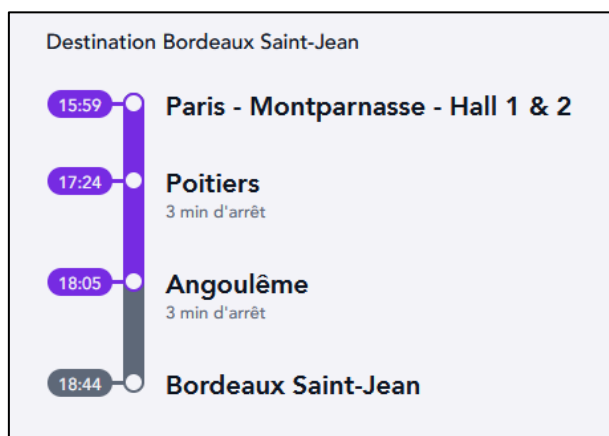 Destination Bordeaux Saint-Jean
15:59 Paris - Montparnasse - Hall 1 & 2
17:24 Poitiers
3 min d'arrêt
18:05 Angoulême
3 min d'arrêt
18:44 Bordeaux Saint-Jean